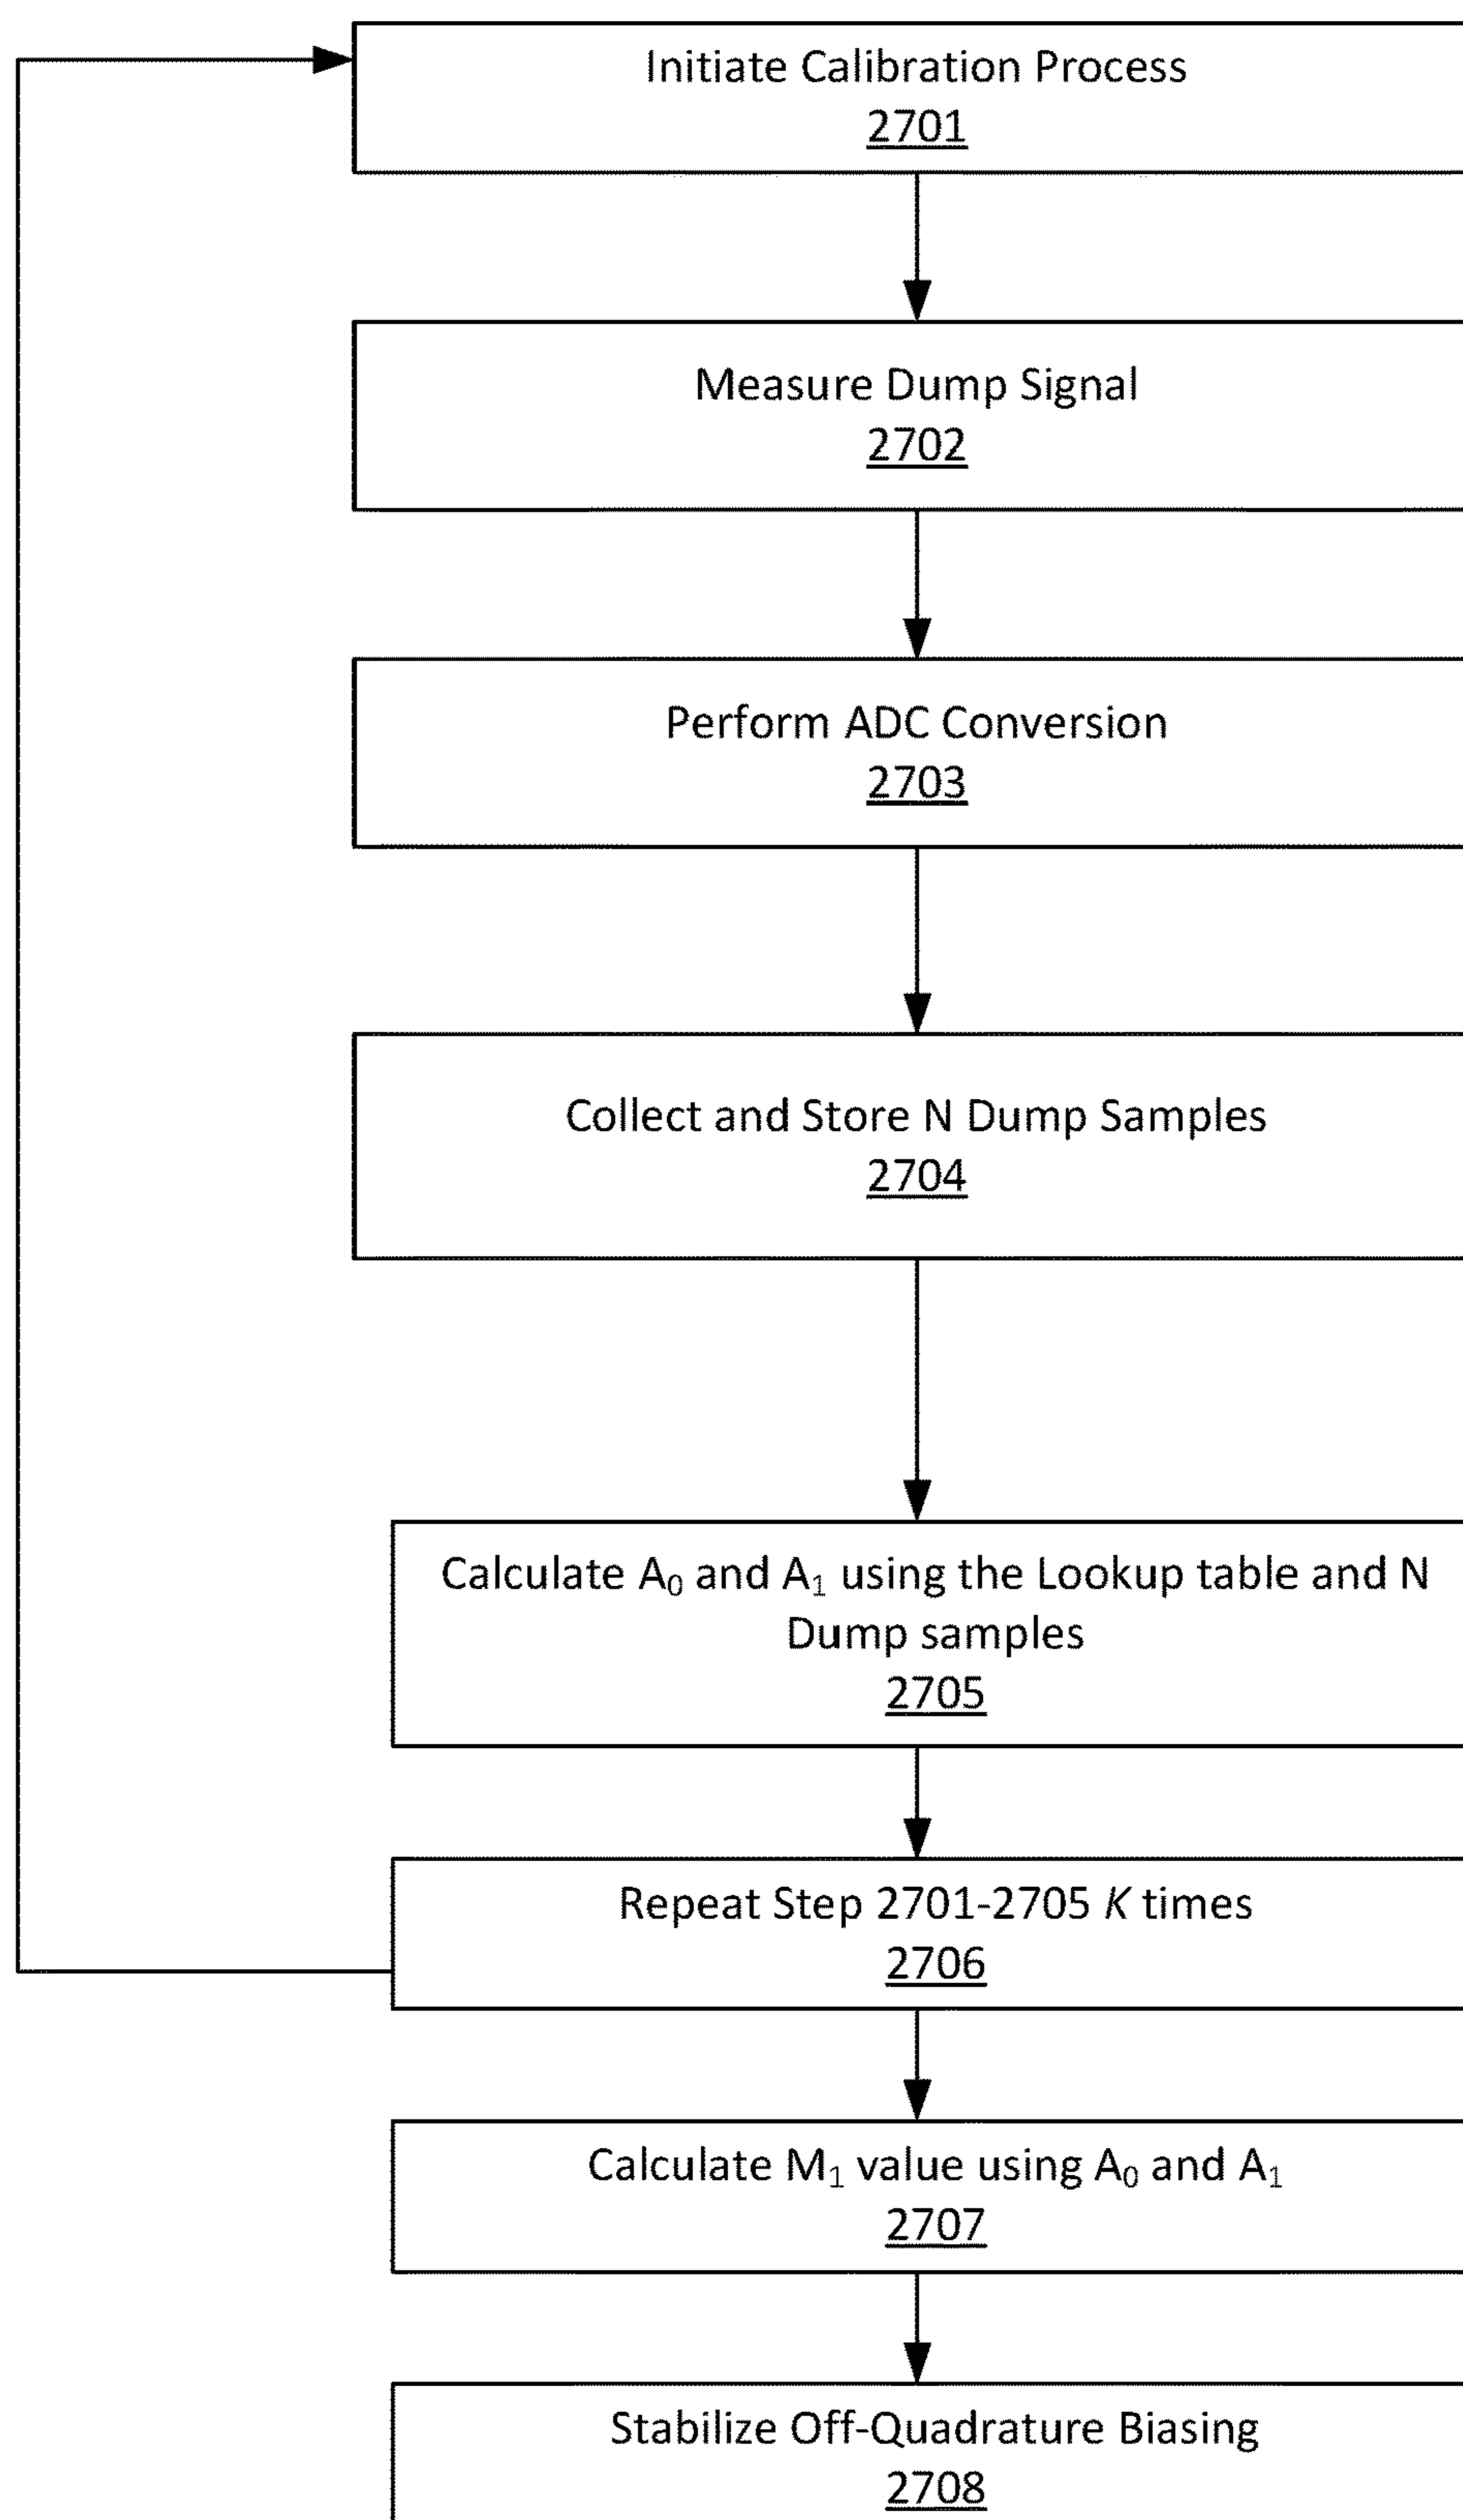 Initiate Calibration Process
2701
Measure Dump Signal
2702
Perform ADC Conversion
2703
Collect and Store N Dump Samples
2704
Calculate A₀ and A₁ using the Lookup table and N
Dump samples
2705
Repeat Step 2701-2705 K times
2706
Calculate M₁ value using A₀ and A₁
2707
Stabilize Off-Quadrature Biasing
2708